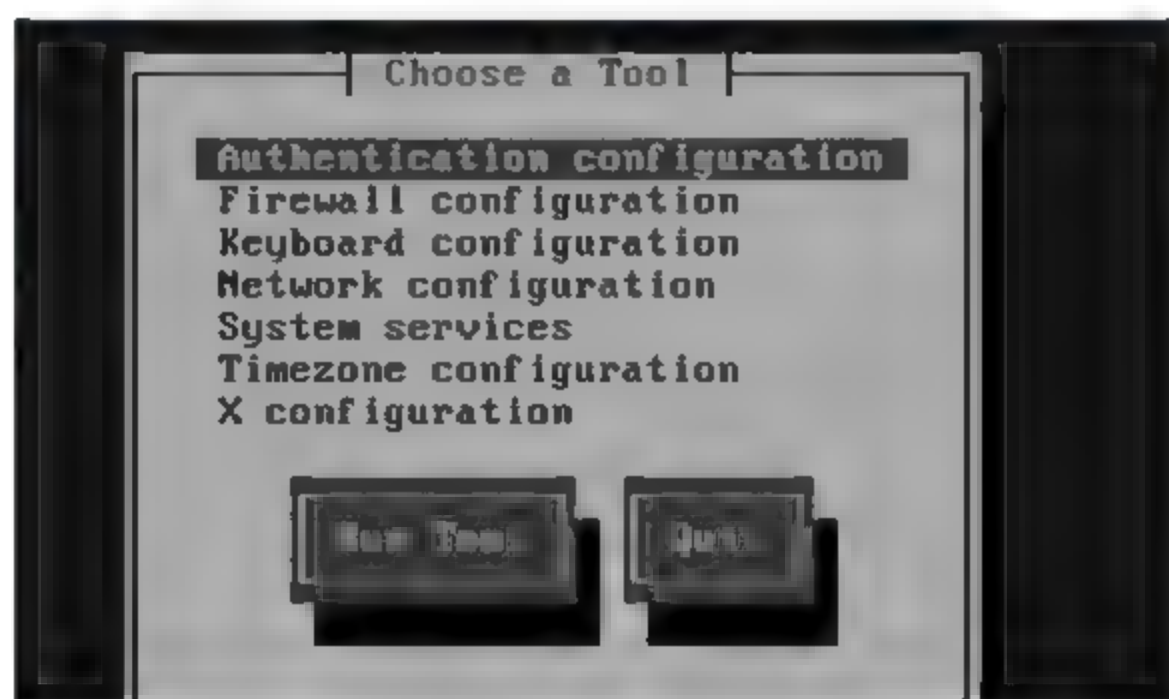 Choose a Tool
Authentication configuration
Firewall configuration
Keyboard configuration
Network configuration
System services
Timezone configuration
X configuration